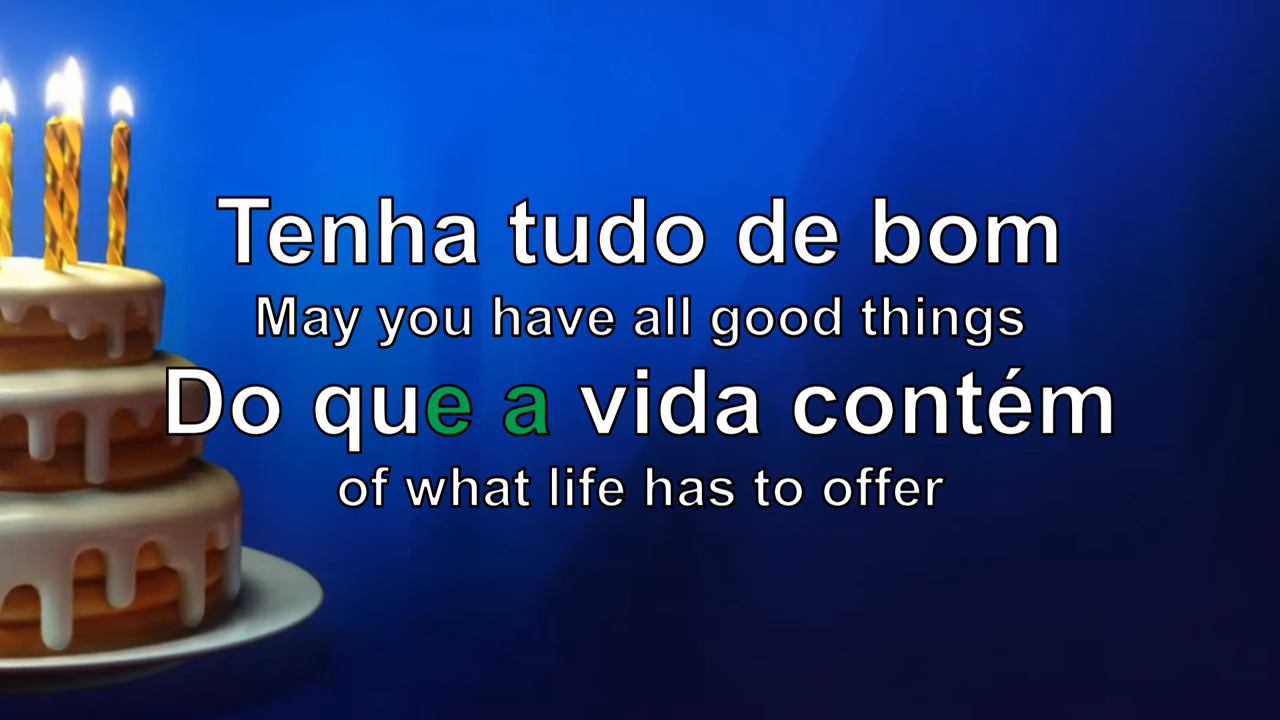 Tenha tudo de bom
May you have all good things
Do que a vida contém
of what life has to offer